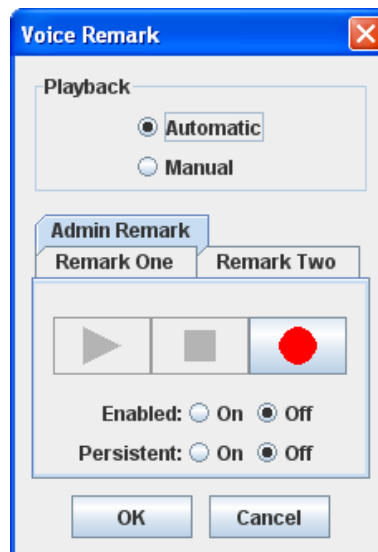 Voice Remark
Playback
Automatic
Manual
Admin Remark
Remark One Remark Two
Enabled: On Off
Persistent: On Off
OK Cancel